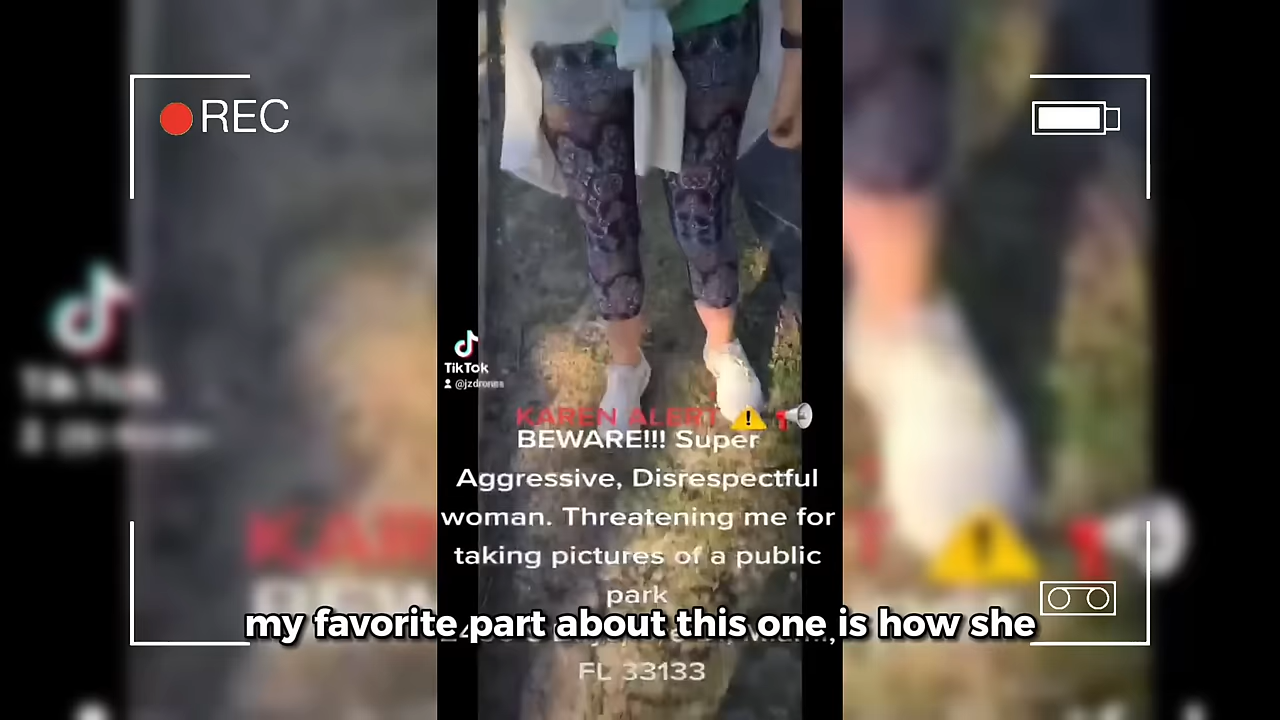 REC
TikTok
@jzdrones
KAREN ALERT ⚠️ 📢
BEWARE!!! Super
Aggressive, Disrespectful
woman. Threatening me for
taking pictures of a public
park
my favorite part about this one is how she
FL 33133